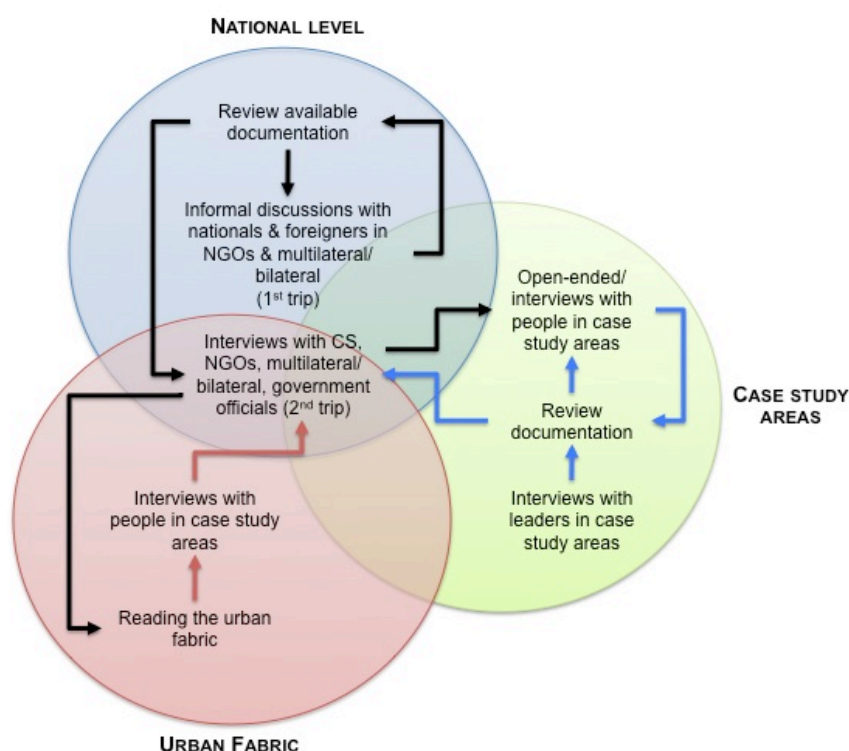 NATIONAL LEVEL
Review available
documentation
Informal discussions with
nationals & foreigners in
NGOs & multilateral/
bilateral
(1st trip)
Interviews with CS,
NGOs, multilateral/
bilateral, government
officials (2nd trip)
Open-ended/
interviews with
people in case
study areas
Review
documentation
Interviews with
leaders in case
study areas
CASE STUDY
AREAS
Interviews with
people in case study
areas
Reading the urban
fabric
URBAN FABRIC